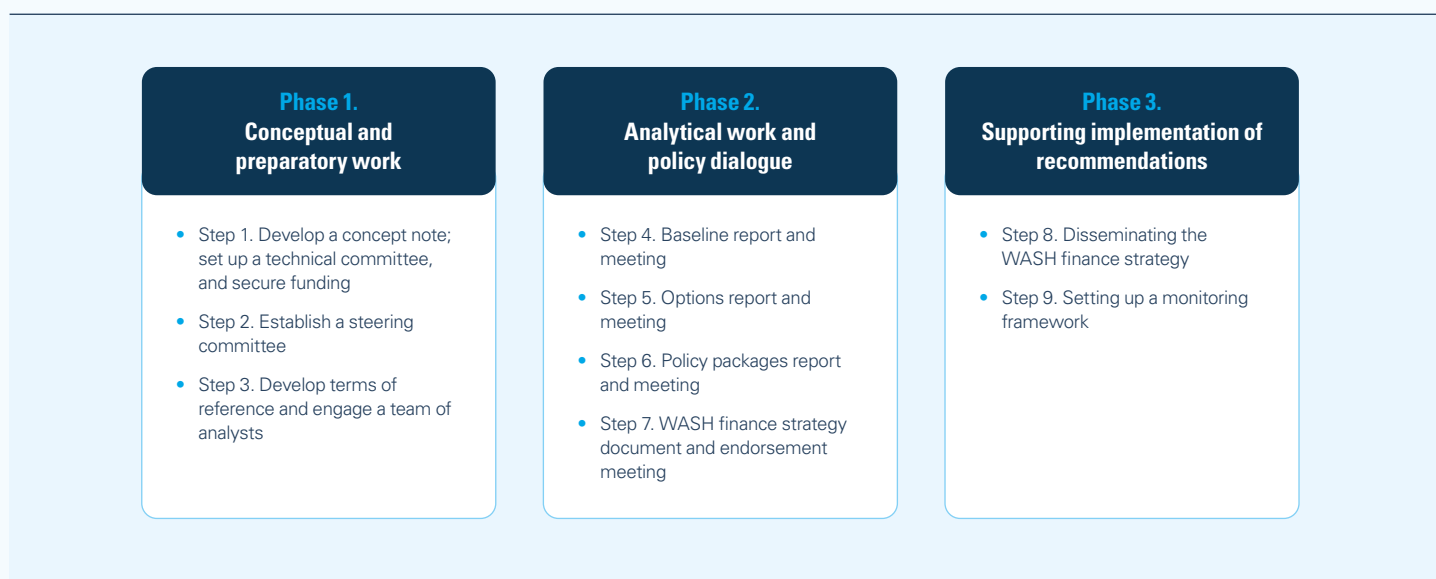 Phase 1.
Conceptual and
preparatory work
• Step 1. Develop a concept note;
set up a technical committee,
and secure funding
• Step 2. Establish a steering
committee
• Step 3. Develop terms of
reference and engage a team of
analysts
Phase 2.
Analytical work and
policy dialogue
• Step 4. Baseline report and
meeting
• Step 5. Options report and
meeting
• Step 6. Policy packages report
and meeting
• Step 7. WASH finance strategy
document and endorsement
meeting
Phase 3.
Supporting implementation of
recommendations
• Step 8. Disseminating the
WASH finance strategy
• Step 9. Setting up a monitoring
framework